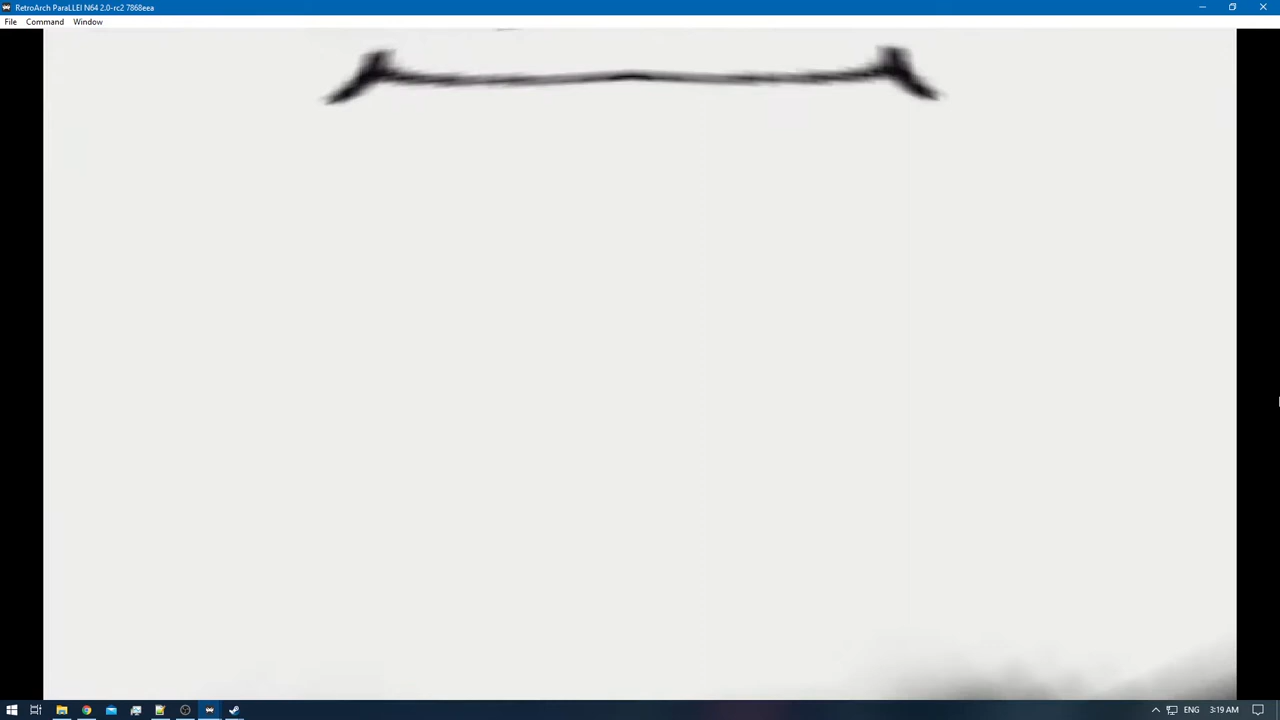 RetroArch ParaLLEl N64 2.0-rc2 7868eea
File Command Window
ENG 3:19 AM